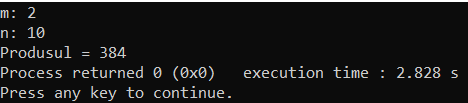 m: 2
n: 10
Produsul = 384
Process returned 0 (0x0)   execution time : 2.828 s
Press any key to continue.